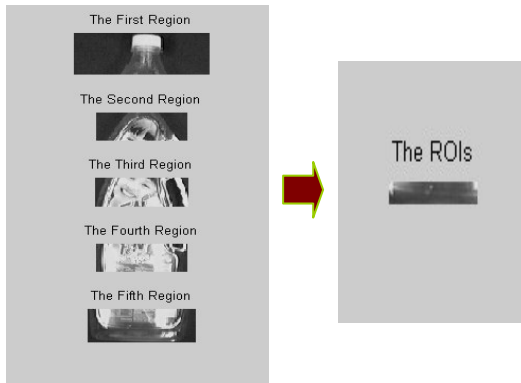 The First Region
The Second Region
The Third Region
The Fourth Region
The Fifth Region
The ROIs